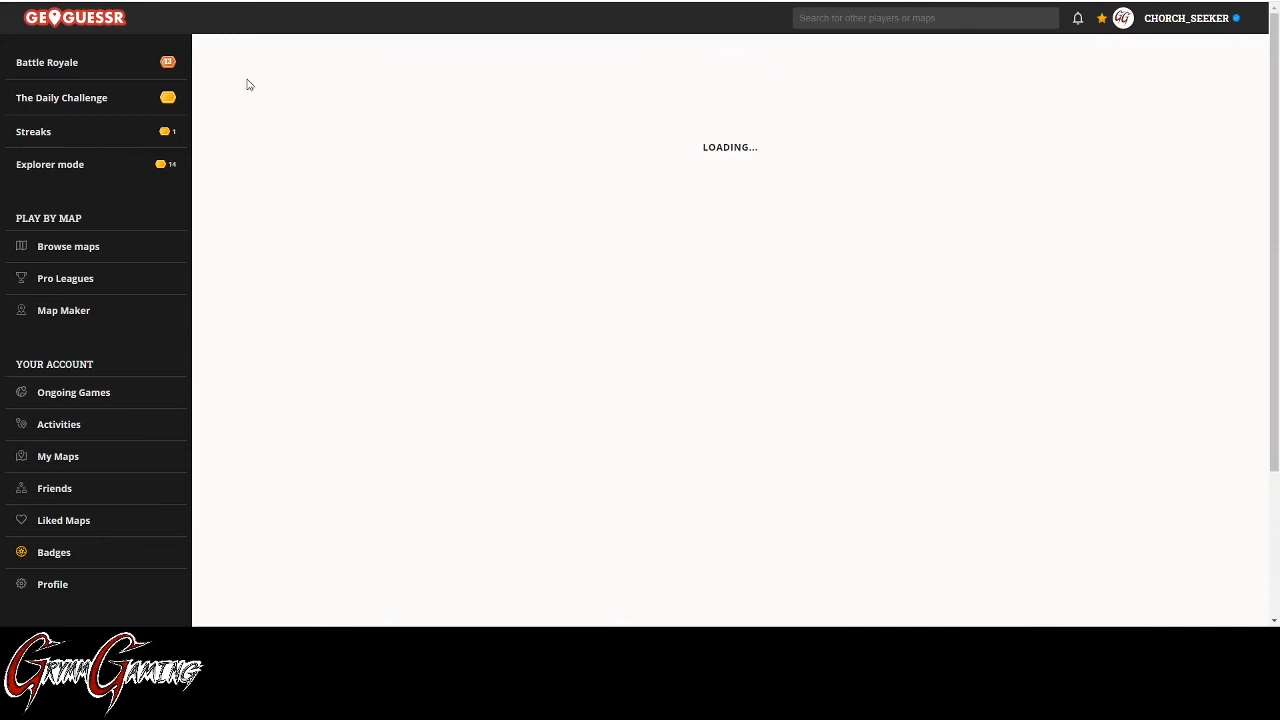 GEOGUESSR
Search for other players or maps
GG
CHORCH_SEEKER
Battle Royale
13
The Daily Challenge
Streaks
1
Explorer mode
14
PLAY BY MAP
Browse maps
Pro Leagues
Map Maker
YOUR ACCOUNT
Ongoing Games
Activities
My Maps
Friends
Liked Maps
Badges
Profile
LOADING...
GRIMGAMING